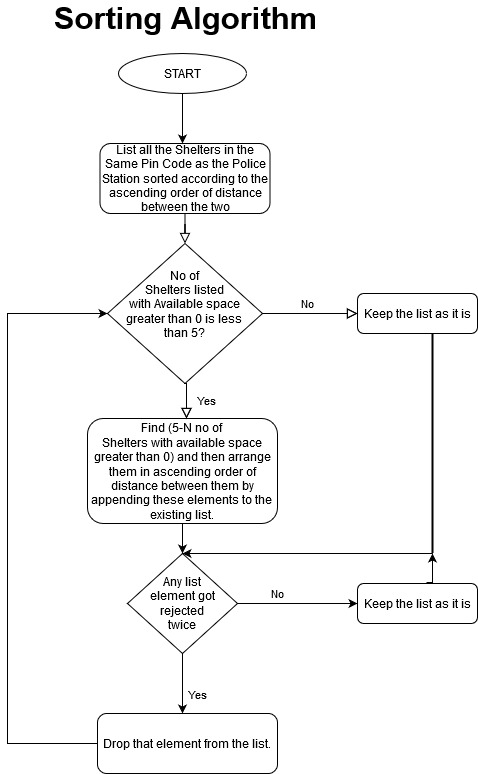 Sorting Algorithm
START
List all the Shelters in the
Same Pin Code as the Police
Station sorted according to the
ascending order of distance
between the two
No of
Shelters listed
with Available space
greater than 0 is less
than 5?
No
Keep the list as it is
Yes
Find (5-N no of
Shelters with available space
greater than 0) and then arrange
them in ascending order of
distance between them by
appending these elements to the
existing list.
Any list
element got
rejected
twice
No
Keep the list as it is
Yes
Drop that element from the list.